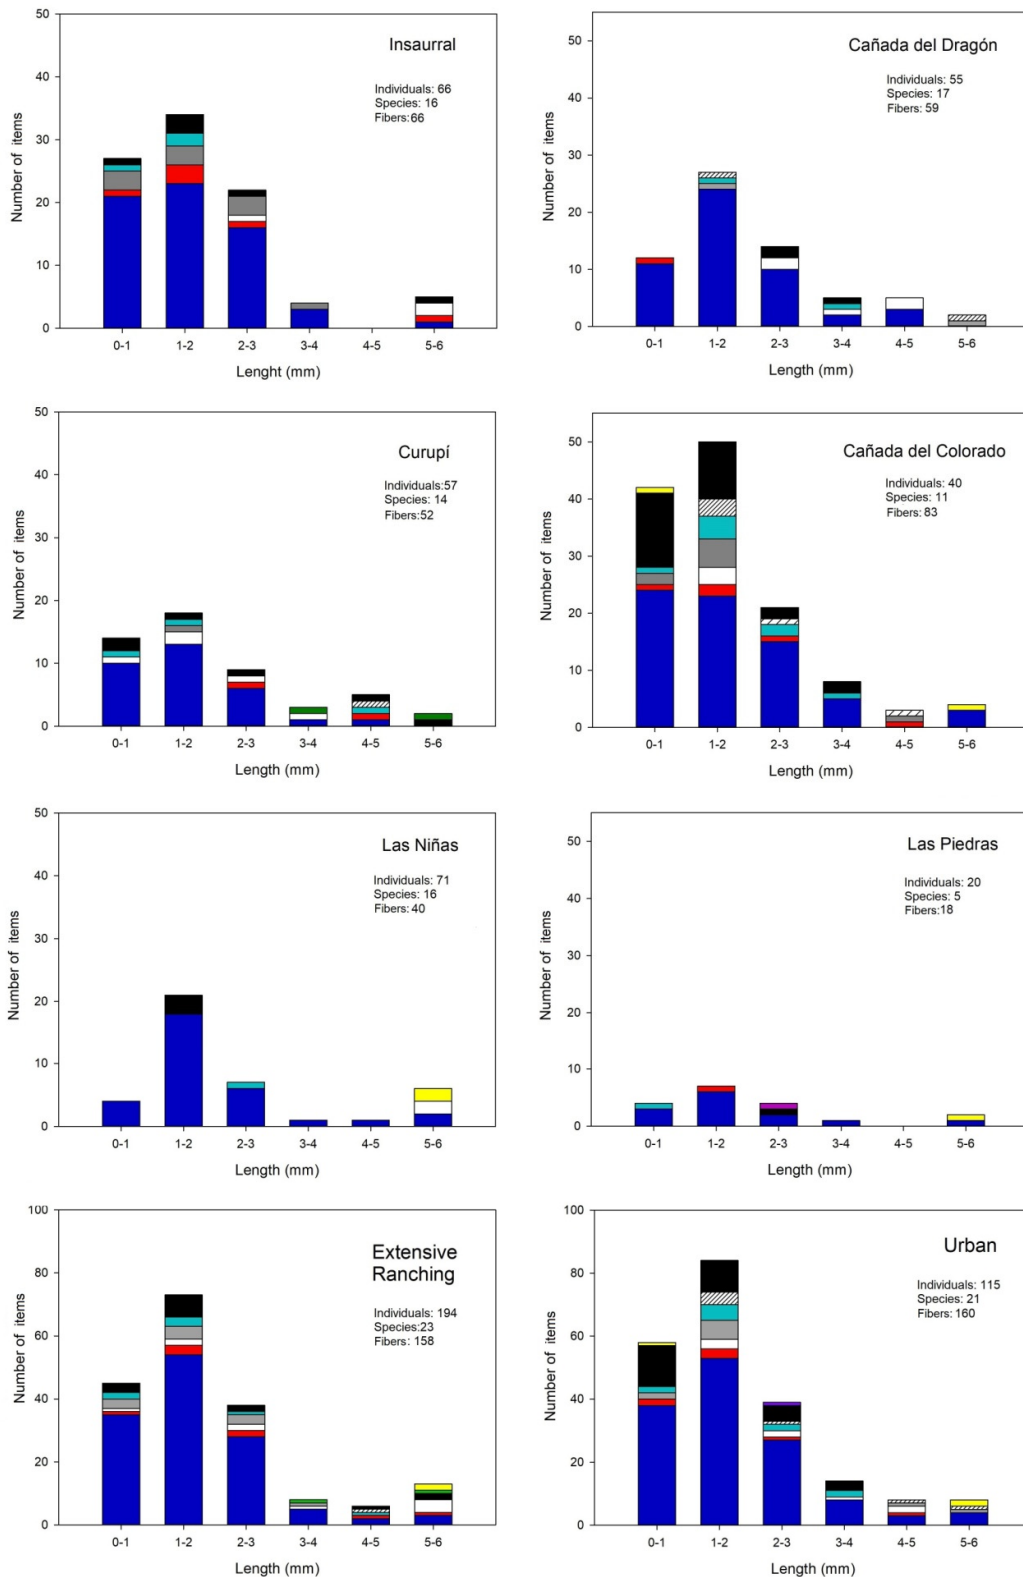 Insaurral
Individuals: 66
Species: 16
Fibers: 66
Number of items
50
40
30
20
10
0
0-1 1-2 2-3 3-4 4-5 5-6
Lenght (mm)
Cañada del Dragón
Individuals: 55
Species: 17
Fibers: 59
Number of items
50
40
30
20
10
0
0-1 1-2 2-3 3-4 4-5 5-6
Length (mm)
Curupí
Individuals:57
Species: 14
Fibers:52
Number of items
50
40
30
20
10
0
0-1 1-2 2-3 3-4 4-5 5-6
Length (mm)
Cañada del Colorado
Individuals: 40
Species: 11
Fibers: 83
Number of items
50
40
30
20
10
0
0-1 1-2 2-3 3-4 4-5 5-6
Length (mm)
Las Niñas
Individuals: 71
Species: 16
Fibers: 40
Number of items
50
40
30
20
10
0
0-1 1-2 2-3 3-4 4-5 5-6
Length (mm)
Las Piedras
Individuals: 20
Species: 5
Fibers:18
Number of items
50
40
30
20
10
0
0-1 1-2 2-3 3-4 4-5 5-6
Length (mm)
Extensive
Ranching
Individuals: 194
Species:23
Fibers: 158
Number of items
100
80
60
40
20
0
0-1 1-2 2-3 3-4 4-5 5-6
Length (mm)
Urban
Individuals: 115
Species: 21
Fibers: 160
Number of items
100
80
60
40
20
0
0-1 1-2 2-3 3-4 4-5 5-6
Length (mm)